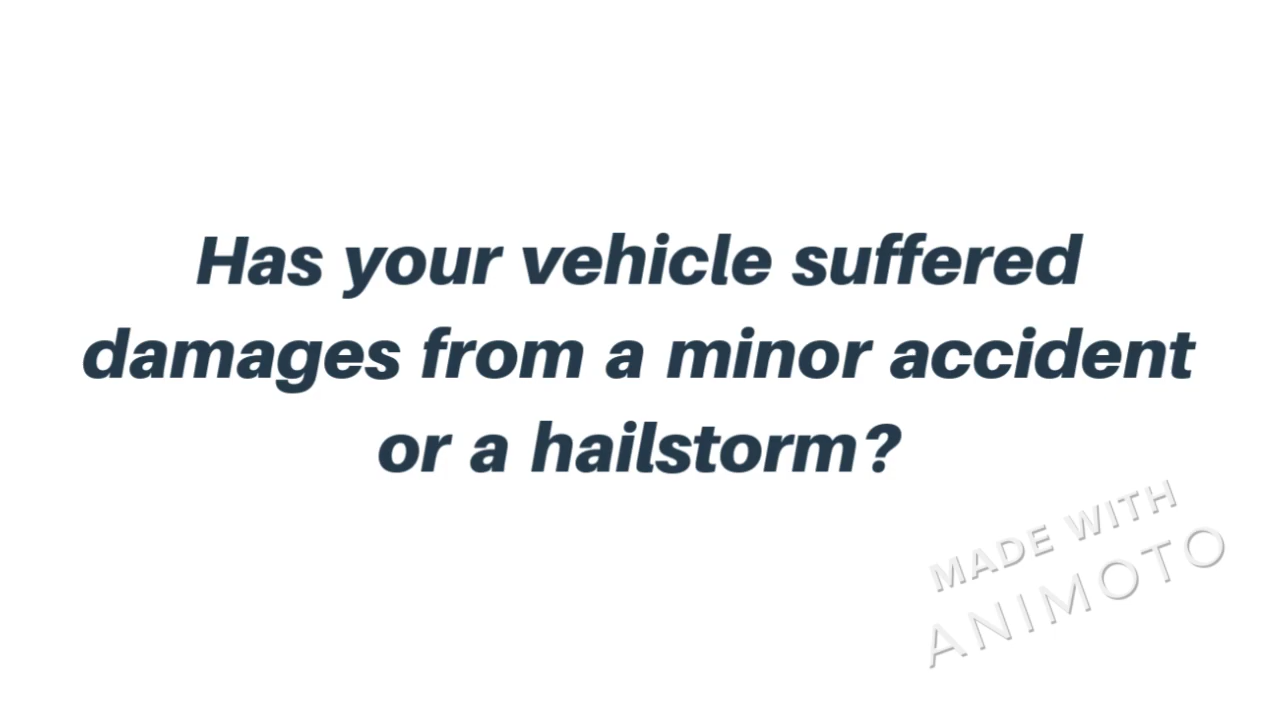 Has your vehicle suffered
damages from a minor accident
or a hailstorm?
MADE WITH
ANIMOTO